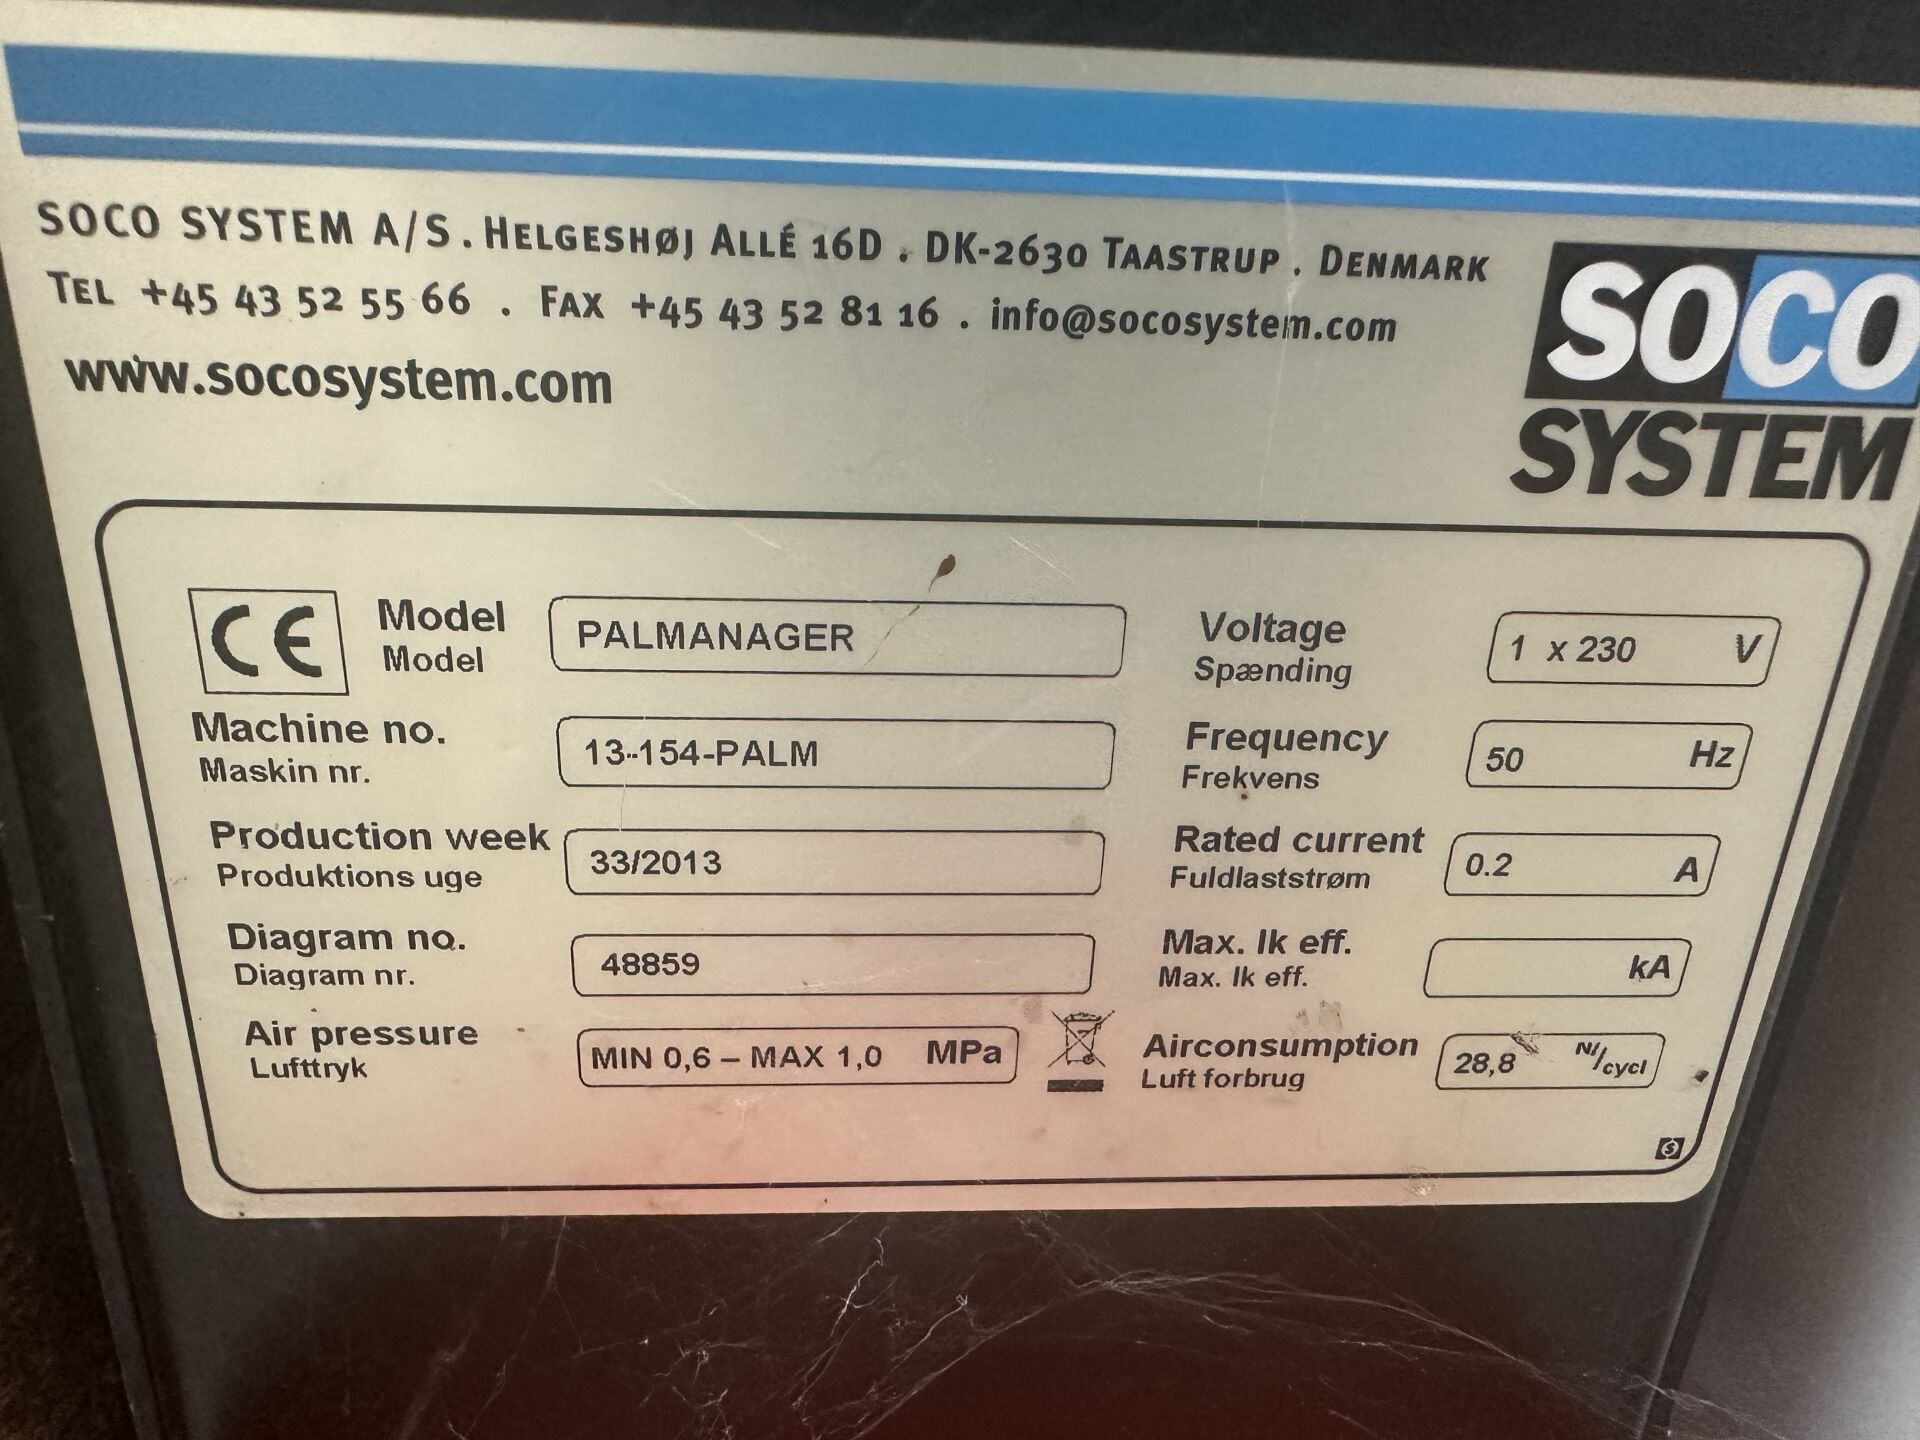 SOCO SYSTEM A/S . HELGESHØJ ALLÉ 16D . DK-2630 TAASTRUP . DENMARK
TEL +45 43 52 55 66 . FAX +45 43 52 81 16 . info@socosystem.com
www.socosystem.com
SOCO
SYSTEM
CE
Model
Model
PALMANAGER
Voltage
Spænding
1 x 230 V
Machine no.
Maskin nr.
13-154-PALM
Frequency
Frekvens
50 Hz
Production week
Produktions uge
33/2013
Rated current
Fuldlaststrøm
0.2 A
Diagram no.
Diagram nr.
48859
Max. Ik eff.
Max. Ik eff.
kA
Air pressure
Lufttryk
MIN 0,6 – MAX 1,0 MPa
Airconsumption
Luft forbrug
28,8 Nl/cycl